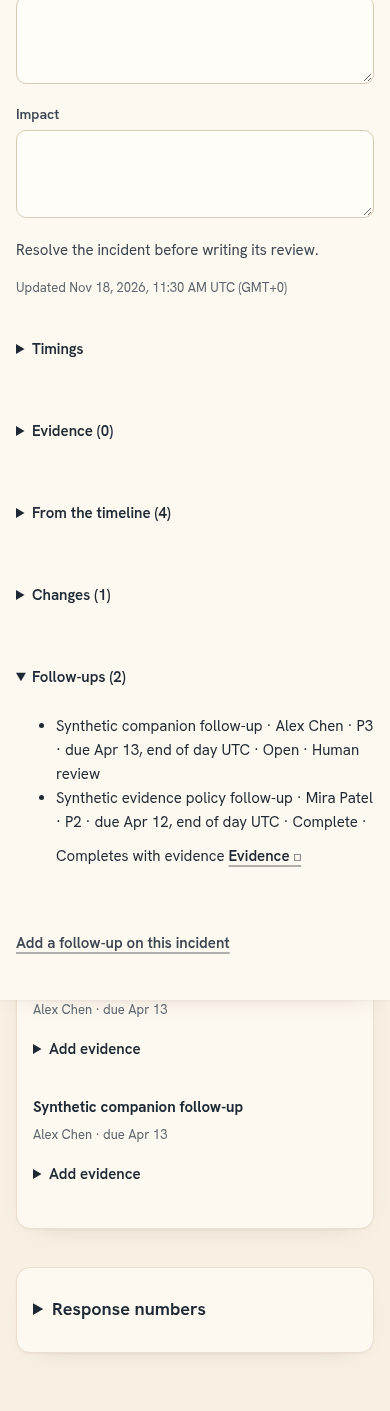 Impact
Resolve the incident before writing its review.
Updated Nov 18, 2026, 11:30 AM UTC (GMT+0)
Timings
Evidence (0)
From the timeline (4)
Changes (1)
Follow-ups (2)
Synthetic companion follow-up · Alex Chen · P3
· due Apr 13, end of day UTC · Open · Human
review
Synthetic evidence policy follow-up · Mira Patel
· P2 · due Apr 12, end of day UTC · Complete ·
Completes with evidence Evidence
Add a follow-up on this incident
Alex Chen · due Apr 13
Add evidence
Synthetic companion follow-up
Alex Chen · due Apr 13
Add evidence
Response numbers